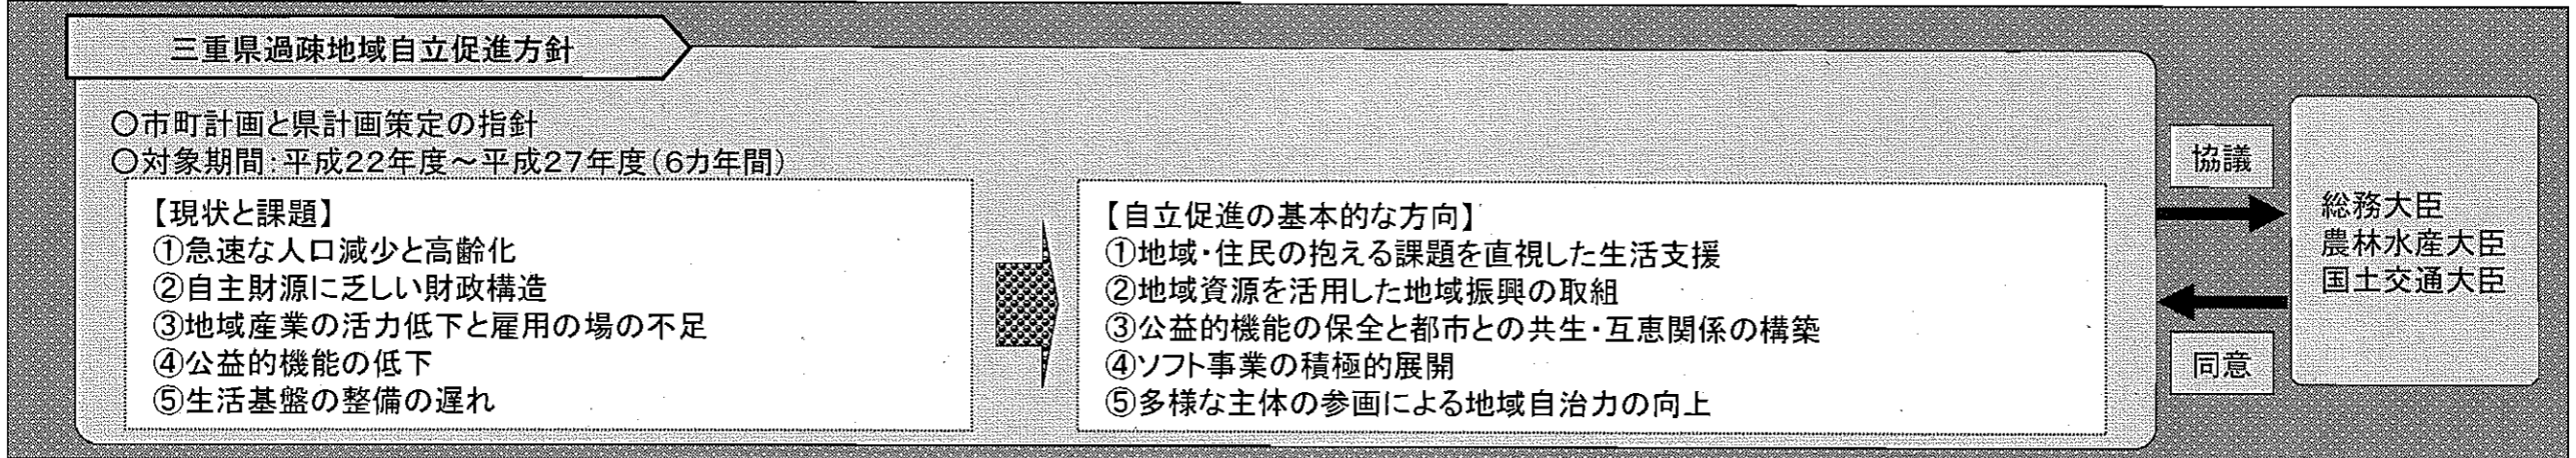 三重県過疎地域自立促進方針
○市町計画と県計画策定の指針
○対象期間:平成22年度~平成27年度(6カ年間)
【現状と課題】
①急速な人口減少と高齢化
②自主財源に乏しい財政構造
③地域産業の活力低下と雇用の場の不足
④公益的機能の低下
⑤生活基盤の整備の遅れ
【自立促進の基本的な方向】
①地域・住民の抱える課題を直視した生活支援
②地域資源を活用した地域振興の取組
③公益的機能の保全と都市との共生・互恵関係の構築
④ソフト事業の積極的展開
⑤多様な主体の参画による地域自治力の向上
協議
同意
総務大臣
農林水産大臣
国土交通大臣